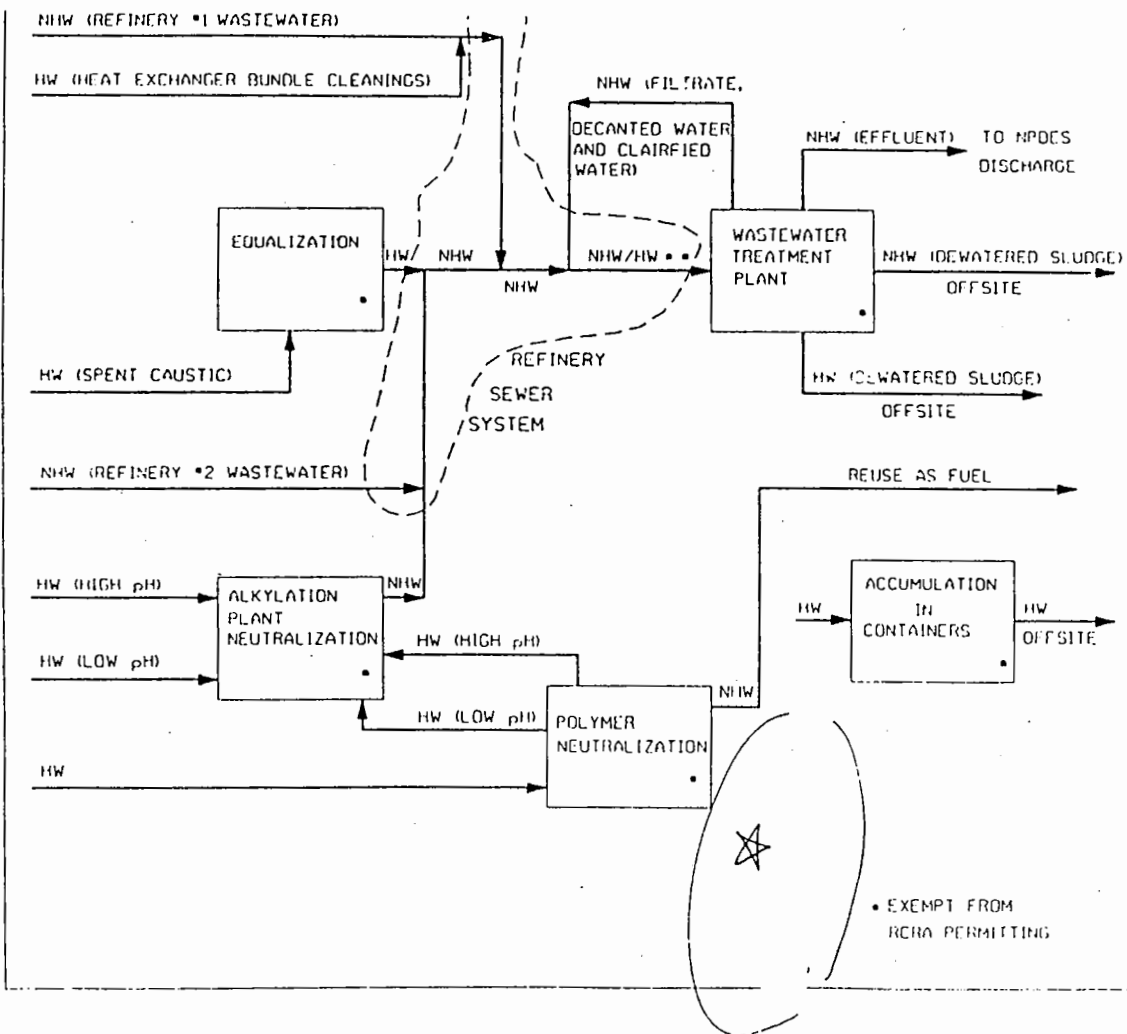 NHW (REFINERY •1 WASTEWATER)
HW (HEAT EXCHANGER BUNDLE CLEANINGS)
NHW (FILTRATE,
DECANTED WATER
AND CLAIRFIED
WATER)
NHW (EFFLUENT)
TO NPDES
DISCHARGE
EQUALIZATION
•
HW
NHW
NHW
NHW/HW ••
WASTEWATER
TREATMENT
PLANT
•
NHW (DEWATERED SLUDGE)
OFFSITE
HW (SPENT CAUSTIC)
REFINERY
SEWER
SYSTEM
HW (DEWATERED SLUDGE)
OFFSITE
NHW (REFINERY •2 WASTEWATER)
REUSE AS FUEL
HW (HIGH pH)
ALKYLATION
PLANT
NEUTRALIZATION
•
NHW
HW (LOW pH)
HW (HIGH pH)
HW
ACCUMULATION
IN
CONTAINERS
•
HW
OFFSITE
HW (LOW pH)
POLYMER
NEUTRALIZATION
•
NHW
HW
• EXEMPT FROM
RCRA PERMITTING